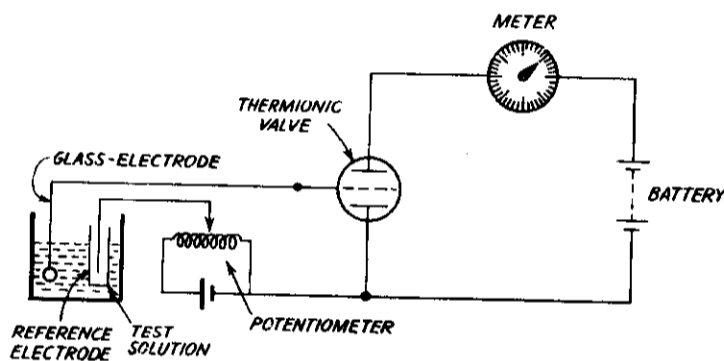 METER
THERMIONIC
VALVE
GLASS-ELECTRODE
BATTERY
POTENTIOMETER
REFERENCE
ELECTRODE
TEST
SOLUTION